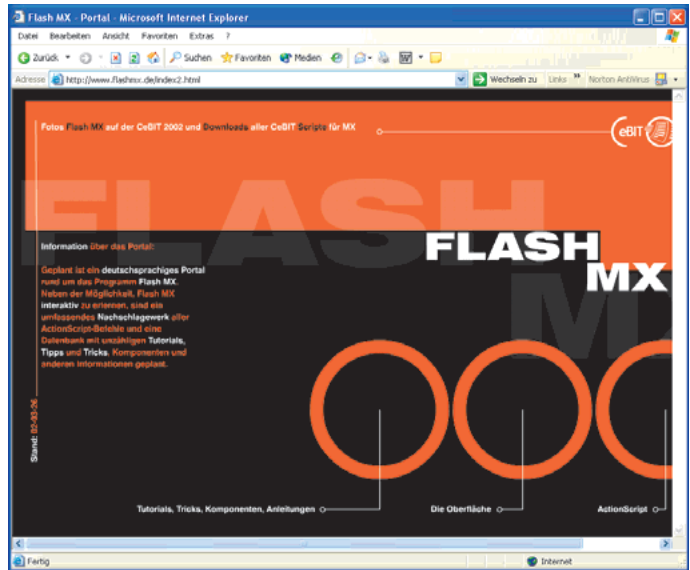 Flash MX - Portal - Microsoft Internet Explorer
Datei Bearbeiten Ansicht Favoriten Extras ?
Zurück Suchen Favoriten Medien
Adresse http://www.flashmx.de/index2.html Wechseln zu Links » Norton AntiVirus
Fotos Flash MX auf der CeBIT 2002 und Downloads aller CeBIT Scripte für MX
eBIT
FLASH
FLASH
MX
MX
Information über das Portal:
Geplant ist ein deutschsprachiges Portal
rund um das Programm Flash MX.
Neben der Möglichkeit, Flash MX
interaktiv zu erlernen, sind ein
umfassendes Nachschlagewerk aller
ActionScript-Befehle und eine
Datenbank mit unzähligen Tutorials,
Tipps und Tricks, Komponenten und
anderen Informationen geplant.
Stand: 02-03-26
Tutorials, Tricks, Komponenten, Anleitungen
Die Oberfläche
ActionScript
Fertig
Internet